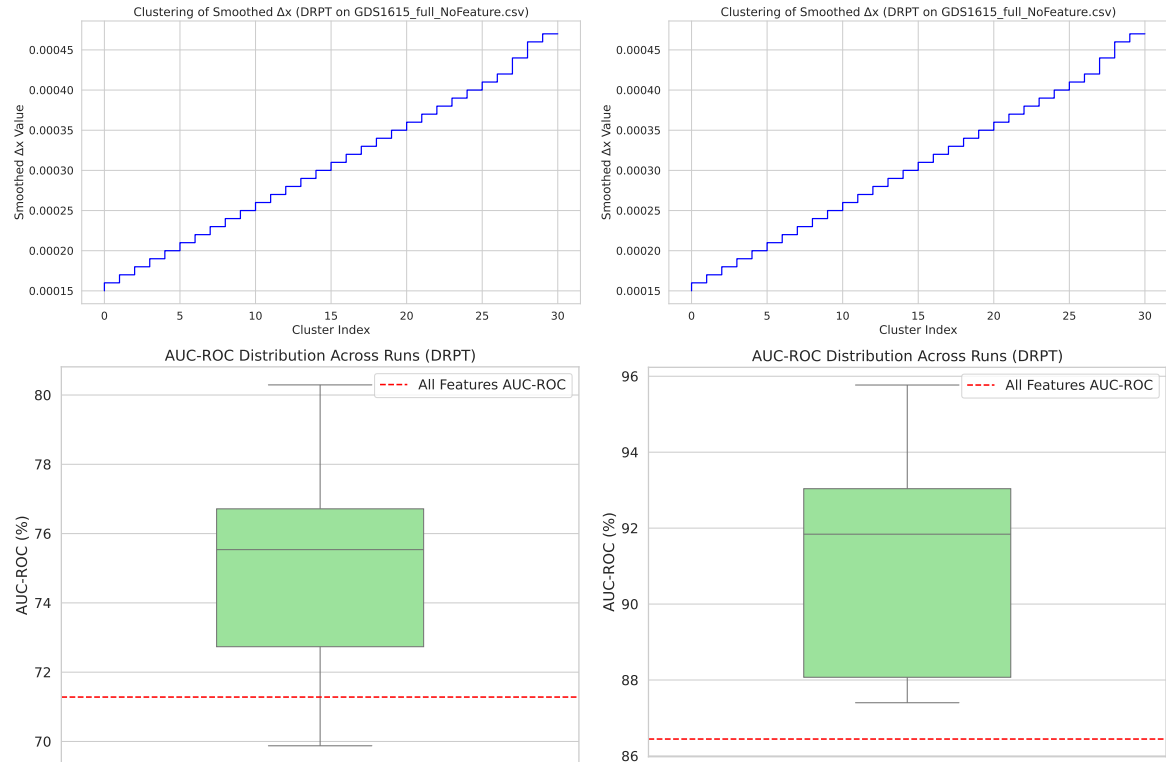 Clustering of Smoothed Δx (DRPT on GDS1615_full_NoFeature.csv)
Smoothed Δx Value
0.00045
0.00040
0.00035
0.00030
0.00025
0.00020
0.00015
0 5 10 15 20 25 30
Cluster Index
Clustering of Smoothed Δx (DRPT on GDS1615_full_NoFeature.csv)
Smoothed Δx Value
0.00045
0.00040
0.00035
0.00030
0.00025
0.00020
0.00015
0 5 10 15 20 25 30
Cluster Index
AUC-ROC Distribution Across Runs (DRPT)
All Features AUC-ROC
AUC-ROC (%)
80
78
76
74
72
70
AUC-ROC Distribution Across Runs (DRPT)
All Features AUC-ROC
AUC-ROC (%)
96
94
92
90
88
86